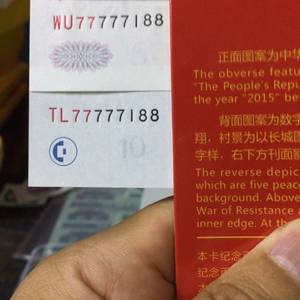 WU77777188
TL77777188
10
正面图案为中华
The obverse featu
"The People's Repu
the year "2015" be
背面图案为数字
翔，衬景为以长城图
字样，右下方刊面额
The reverse depic
which are five peac
background. Above
War of Resistance A
inner edge. At the
本卡纪念
纪念